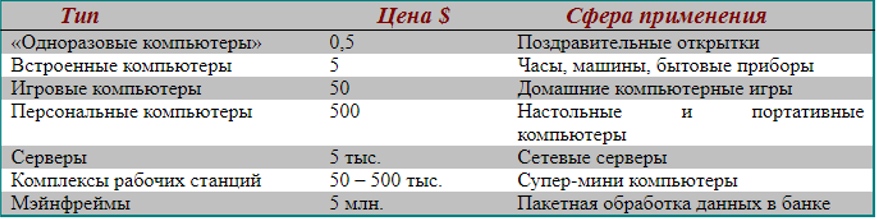 Тип Цена $ Сфера применения
«Одноразовые компьютеры» 0,5 Поздравительные открытки
Встроенные компьютеры 5 Часы, машины, бытовые приборы
Игровые компьютеры 50 Домашние компьютерные игры
Персональные компьютеры 500 Настольные и портативные
компьютеры
Серверы 5 тыс. Сетевые серверы
Комплексы рабочих станций 50 – 500 тыс. Супер-мини компьютеры
Мэйнфреймы 5 млн. Пакетная обработка данных в банке